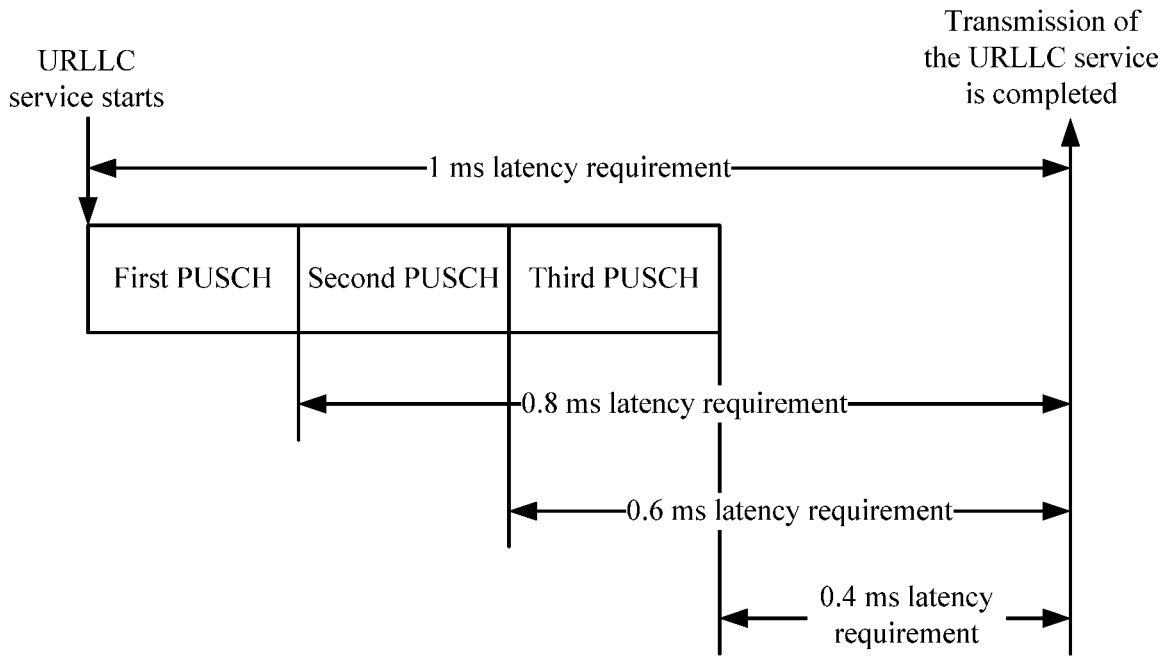 Transmission of
the URLLC service
is completed
URLLC
service starts
1 ms latency requirement
First PUSCH
Second PUSCH
Third PUSCH
0.8 ms latency requirement
0.6 ms latency requirement
0.4 ms latency
requirement